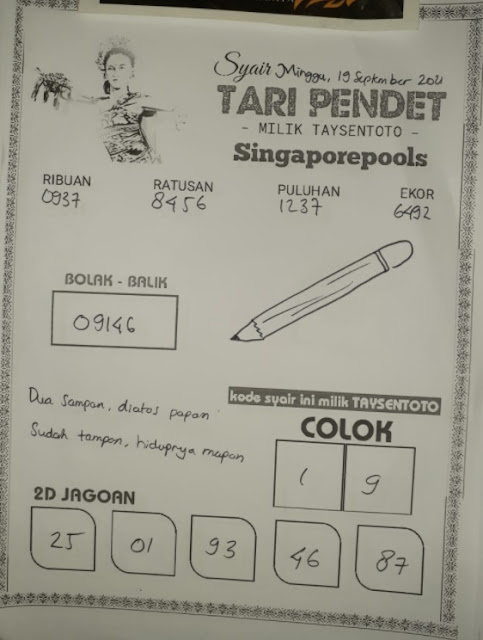 Syair Minggu, 19 September 2021
TARI PENDET
- MILIK TAYSENTOTO -
Singaporepools
RIBUAN RATUSAN PULUHAN EKOR
0937 8456 1237 6492
BOLAK - BALIK
09146
Dua Sampan, diatas papan
Sudah tampan, hidupnya mapan
kode syair ini milik TAYSENTOTO
COLOK
1 9
2D JAGOAN
25 01 93 46 87